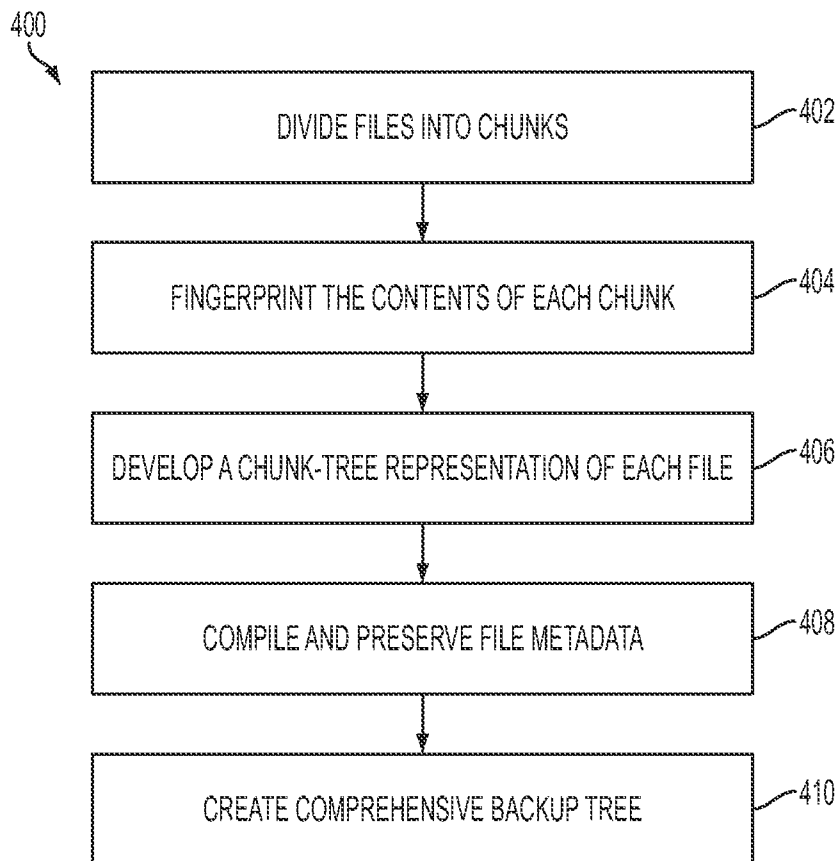 400
DIVIDE FILES INTO CHUNKS
402
FINGERPRINT THE CONTENTS OF EACH CHUNK
404
DEVELOP A CHUNK-TREE REPRESENTATION OF EACH FILE
406
COMPILE AND PRESERVE FILE METADATA
408
CREATE COMPREHENSIVE BACKUP TREE
410